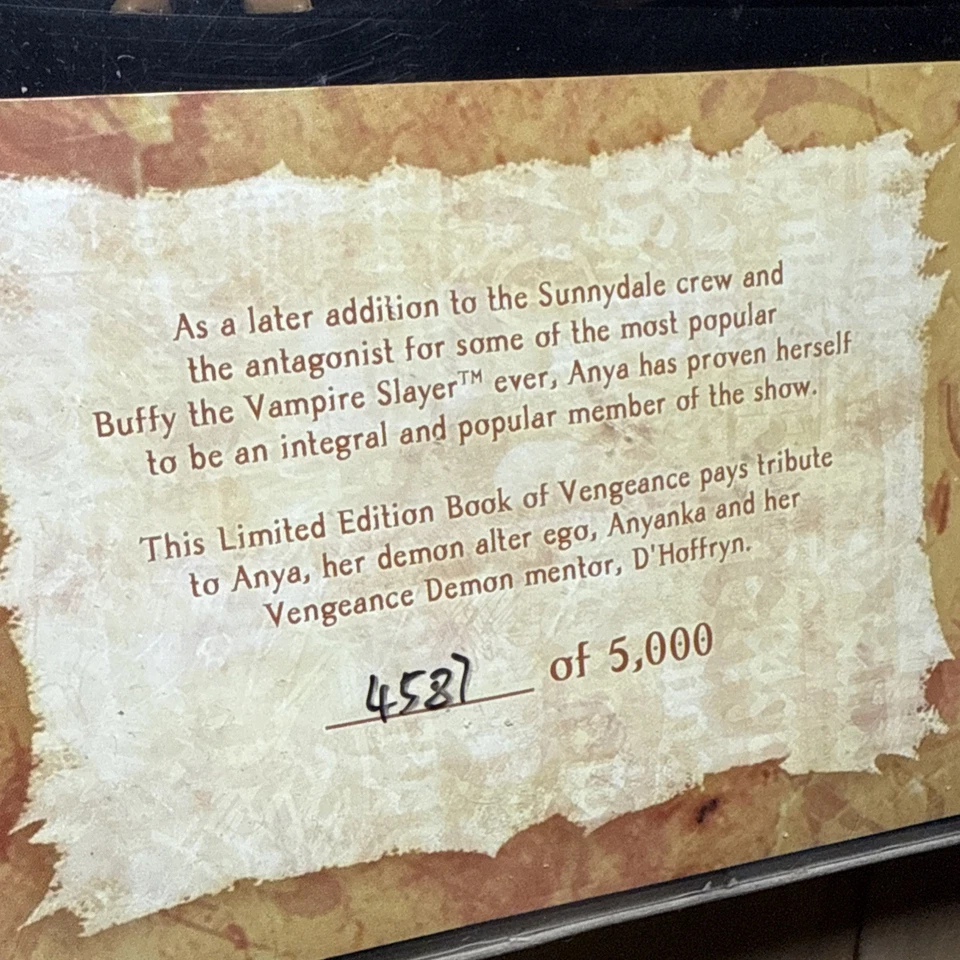 As a later addition to the Sunnydale crew and
the antagonist for some of the most popular
Buffy the Vampire Slayer™ ever, Anya has proven herself
to be an integral and popular member of the show.
This Limited Edition Book of Vengeance pays tribute
to Anya, her demon alter ego, Anyanka and her
Vengeance Demon mentor, D'Hoffryn.
4587 of 5,000